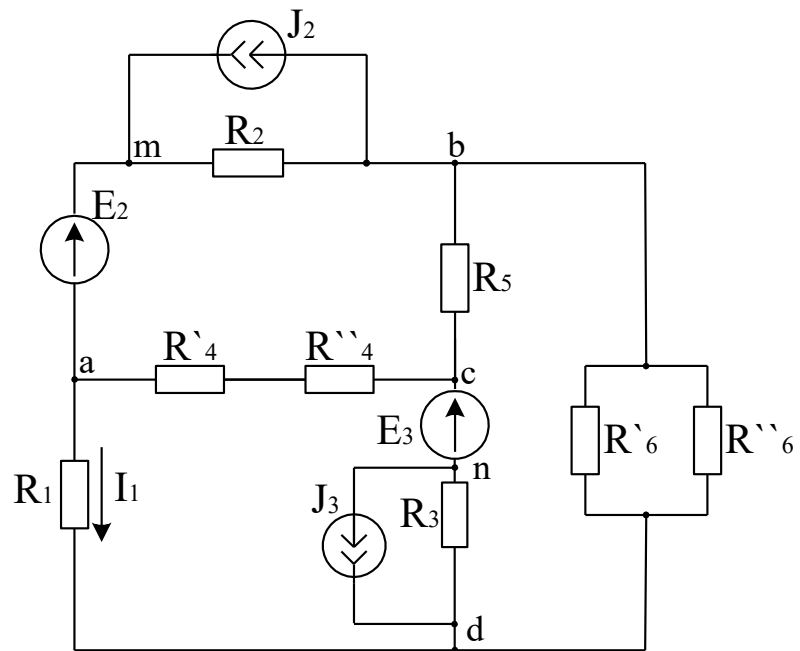 J₂
m R₂ b
E₂
R₅
a R`₄ R``₄ c
E₃
R`₆ R``₆
n
R₁ I₁ J₃ R₃
d